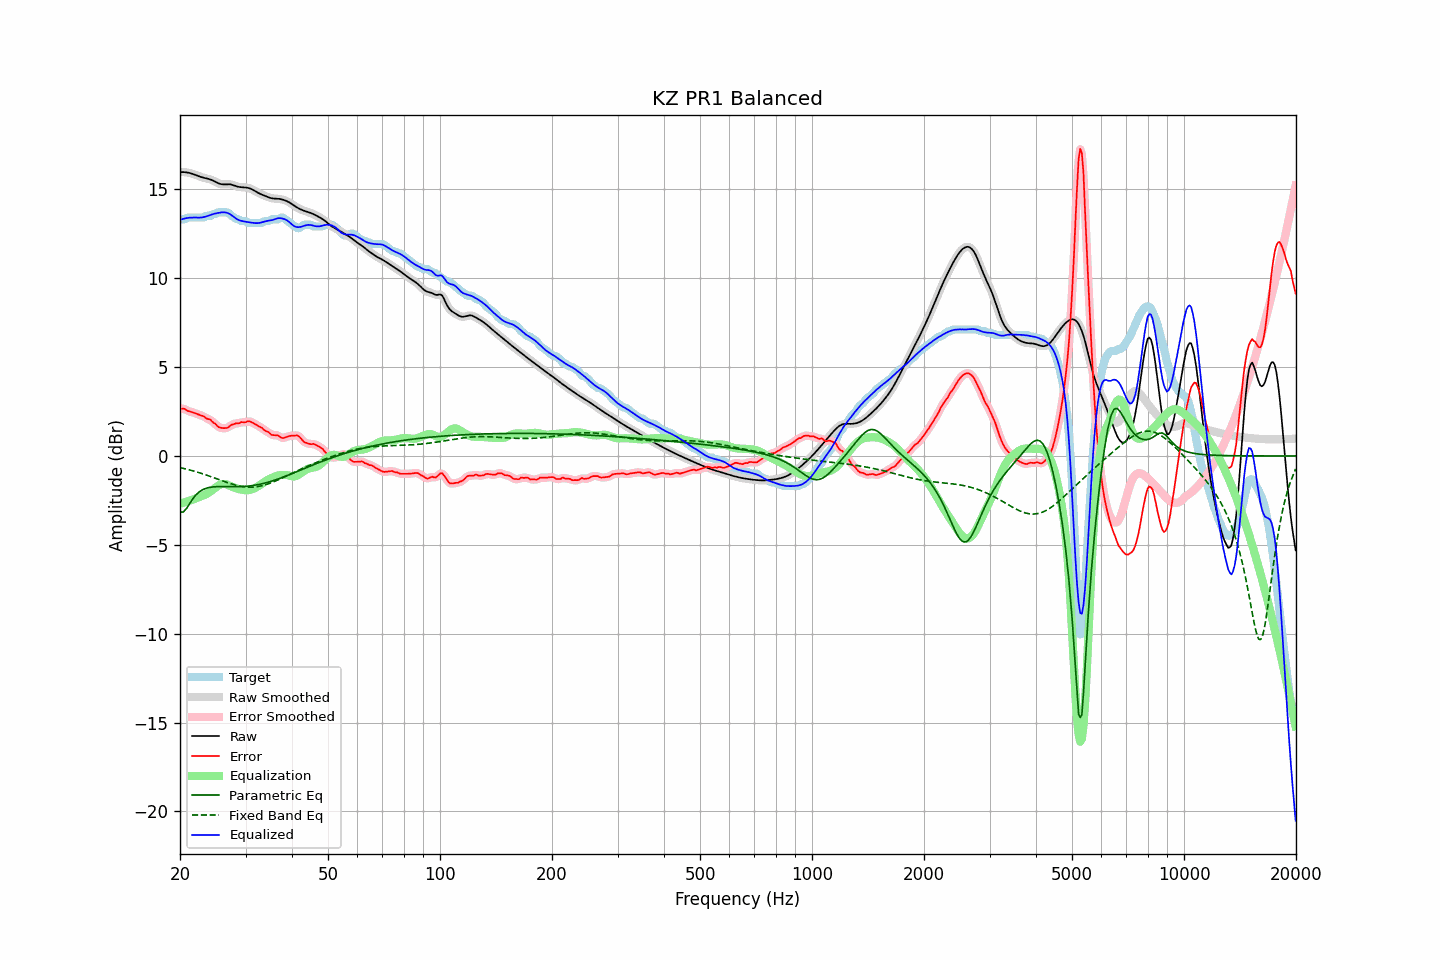 KZ PR1 Balanced
Amplitude (dBr)
15
10
5
0
−5
−10
−15
−20
Target
Raw Smoothed
Error Smoothed
Raw
Error
Equalization
Parametric Eq
Fixed Band Eq
Equalized
20 50 100 200 500 1000 2000 5000 10000 20000
Frequency (Hz)